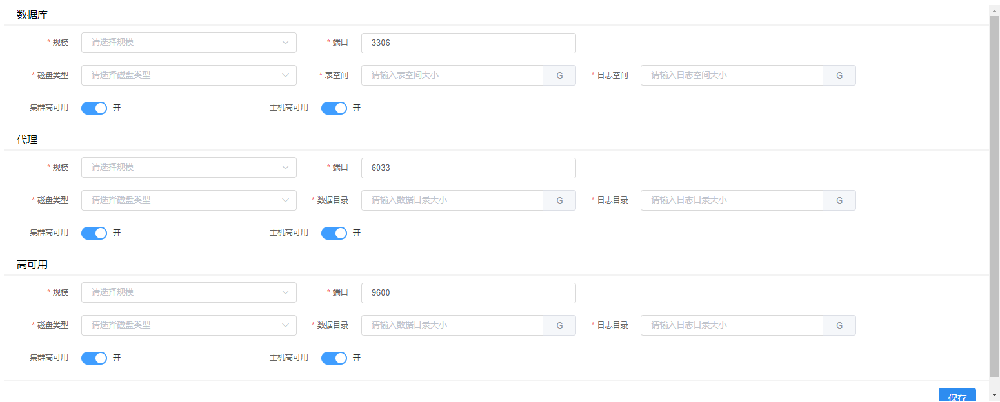 数据库
* 规模 请选择规模 * 端口 3306
* 磁盘类型 请选择磁盘类型 * 表空间 请输入表空间大小 G * 日志空间 请输入日志空间大小 G
集群高可用 开 主机高可用 开
代理
* 规模 请选择规模 * 端口 6033
* 磁盘类型 请选择磁盘类型 * 数据目录 请输入数据目录大小 G * 日志目录 请输入日志目录大小 G
集群高可用 开 主机高可用 开
高可用
* 规模 请选择规模 * 端口 9600
* 磁盘类型 请选择磁盘类型 * 数据目录 请输入数据目录大小 G * 日志目录 请输入日志目录大小 G
集群高可用 开 主机高可用 开
保存